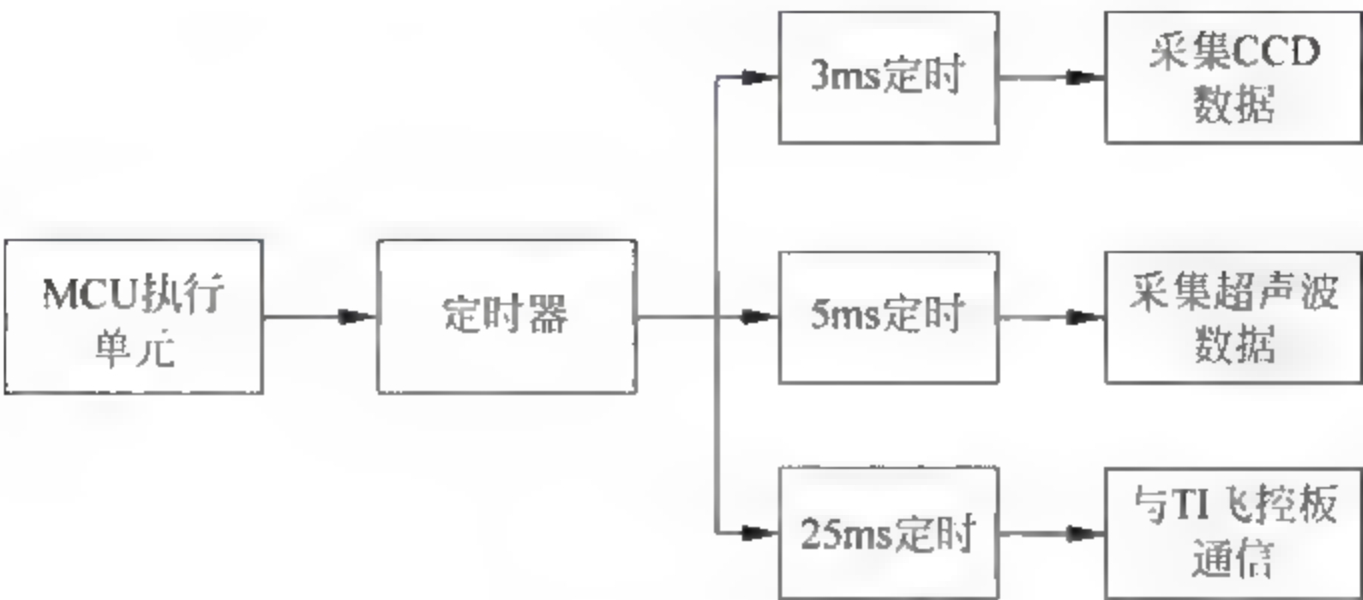 MCU执行
单元
定时器
3ms定时
采集CCD
数据
5ms定时
采集超声波
数据
25ms定时
与TI飞控板
通信